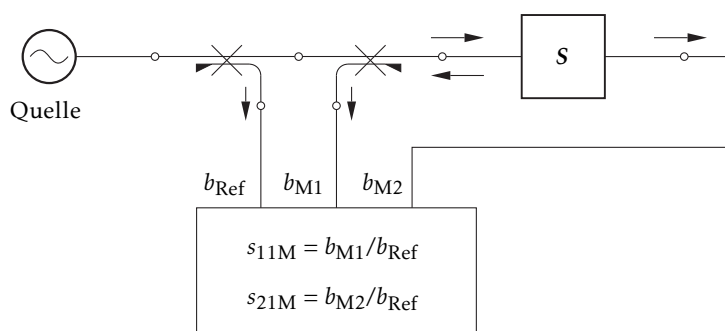 S
Quelle
b_Ref b_M1 b_M2
s_11M = b_M1/b_Ref
s_21M = b_M2/b_Ref